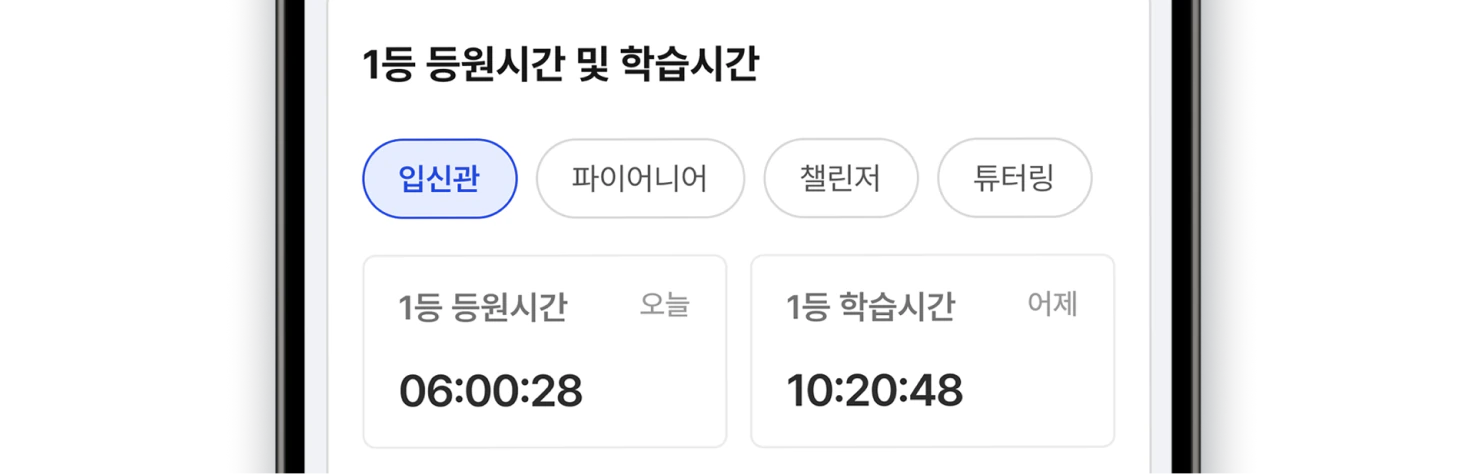 1등 등원시간 및 학습시간
입신관 파이어니어 챌린저 튜터링
1등 등원시간 오늘 1등 학습시간 어제
06:00:28 10:20:48